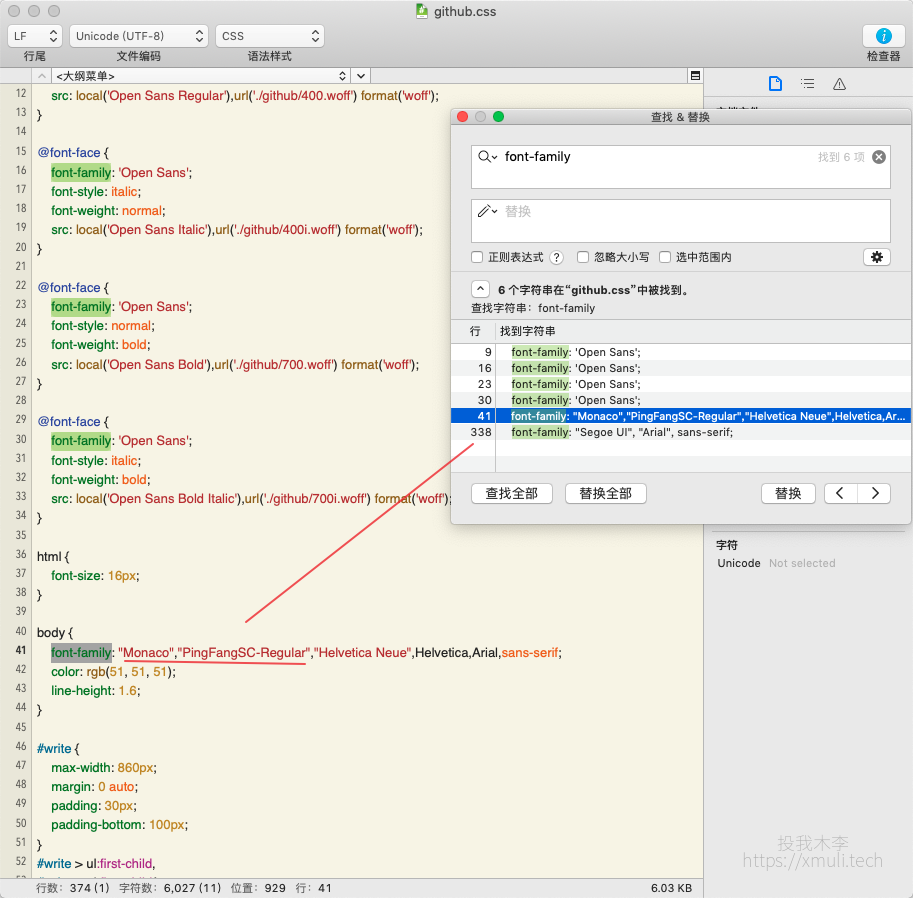 github.css
LF
Unicode (UTF-8)
CSS
行尾
文件编码
语法样式
检查器
<大纲菜单>
12 src: local('Open Sans Regular'),url('./github/400.woff') format('woff');
13 }
14
15 @font-face {
16 font-family: 'Open Sans';
17 font-style: italic;
18 font-weight: normal;
19 src: local('Open Sans Italic'),url('./github/400i.woff') format('woff');
20 }
21
22 @font-face {
23 font-family: 'Open Sans';
24 font-style: normal;
25 font-weight: bold;
26 src: local('Open Sans Bold'),url('./github/700.woff') format('woff');
27 }
28
29 @font-face {
30 font-family: 'Open Sans';
31 font-style: italic;
32 font-weight: bold;
33 src: local('Open Sans Bold Italic'),url('./github/700i.woff') format('woff');
34 }
35
36 html {
37 font-size: 16px;
38 }
39
40 body {
41 font-family: "Monaco","PingFangSC-Regular","Helvetica Neue",Helvetica,Arial,sans-serif;
42 color: rgb(51, 51, 51);
43 line-height: 1.6;
44 }
45
46 #write {
47 max-width: 860px;
48 margin: 0 auto;
49 padding: 30px;
50 padding-bottom: 100px;
51 }
52 #write > ul:first-child,
行数: 374 (1) 字符数: 6,027 (11) 位置: 929 行: 41
6.03 KB
查找 & 替换
font-family
找到 6 项
替换
正则表达式 ?
忽略大小写
选中范围内
6 个字符串在“github.css”中被找到。
查找字符串: font-family
行 找到字符串
9 font-family: 'Open Sans';
16 font-family: 'Open Sans';
23 font-family: 'Open Sans';
30 font-family: 'Open Sans';
41 font-family: "Monaco","PingFangSC-Regular","Helvetica Neue",Helvetica,Ar...
338 font-family: "Segoe UI", "Arial", sans-serif;
查找全部
替换全部
替换
字符
Unicode Not selected
投我木李
https://xmuli.tech